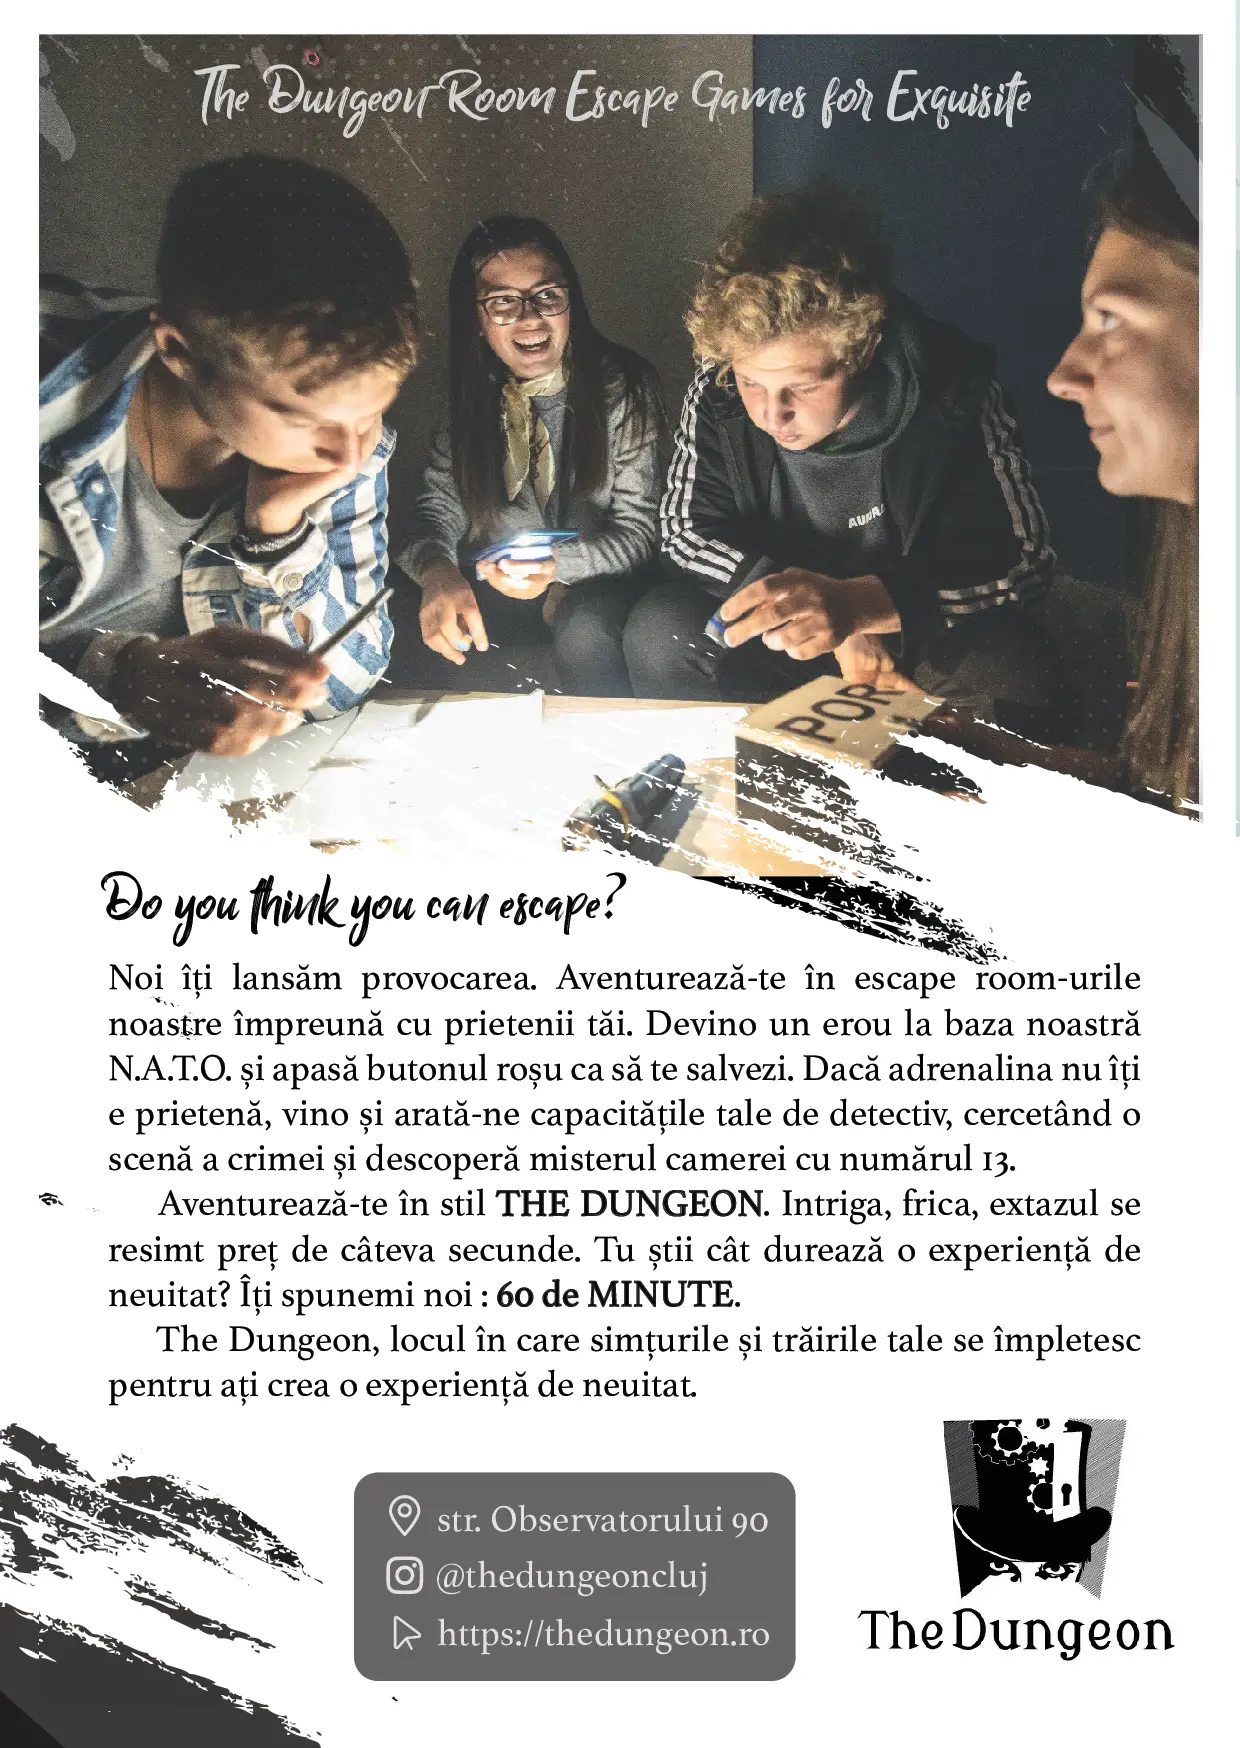 The Dungeon Room Escape Games for Exquisite
AUROR
POR
Do you think you can escape?
Noi îți lansăm provocarea. Aventurează-te în escape room-urile
noastre împreună cu prietenii tăi. Devino un erou la baza noastră
N.A.T.O. și apasă butonul roșu ca să te salvezi. Dacă adrenalina nu îți
e prietenă, vino și arată-ne capacitățile tale de detectiv, cercetând o
scenă a crimei și descoperă misterul camerei cu numărul 13.
Aventurează-te în stil THE DUNGEON. Intriga, frica, extazul se
resimt preț de câteva secunde. Tu știi cât durează o experiență de
neuitat? Îți spunemi noi : 60 de MINUTE.
The Dungeon, locul în care simțurile și trăirile tale se împletesc
pentru ați crea o experiență de neuitat.
str. Observatorului 90
@thedungeoncluj
https://thedungeon.ro
The Dungeon